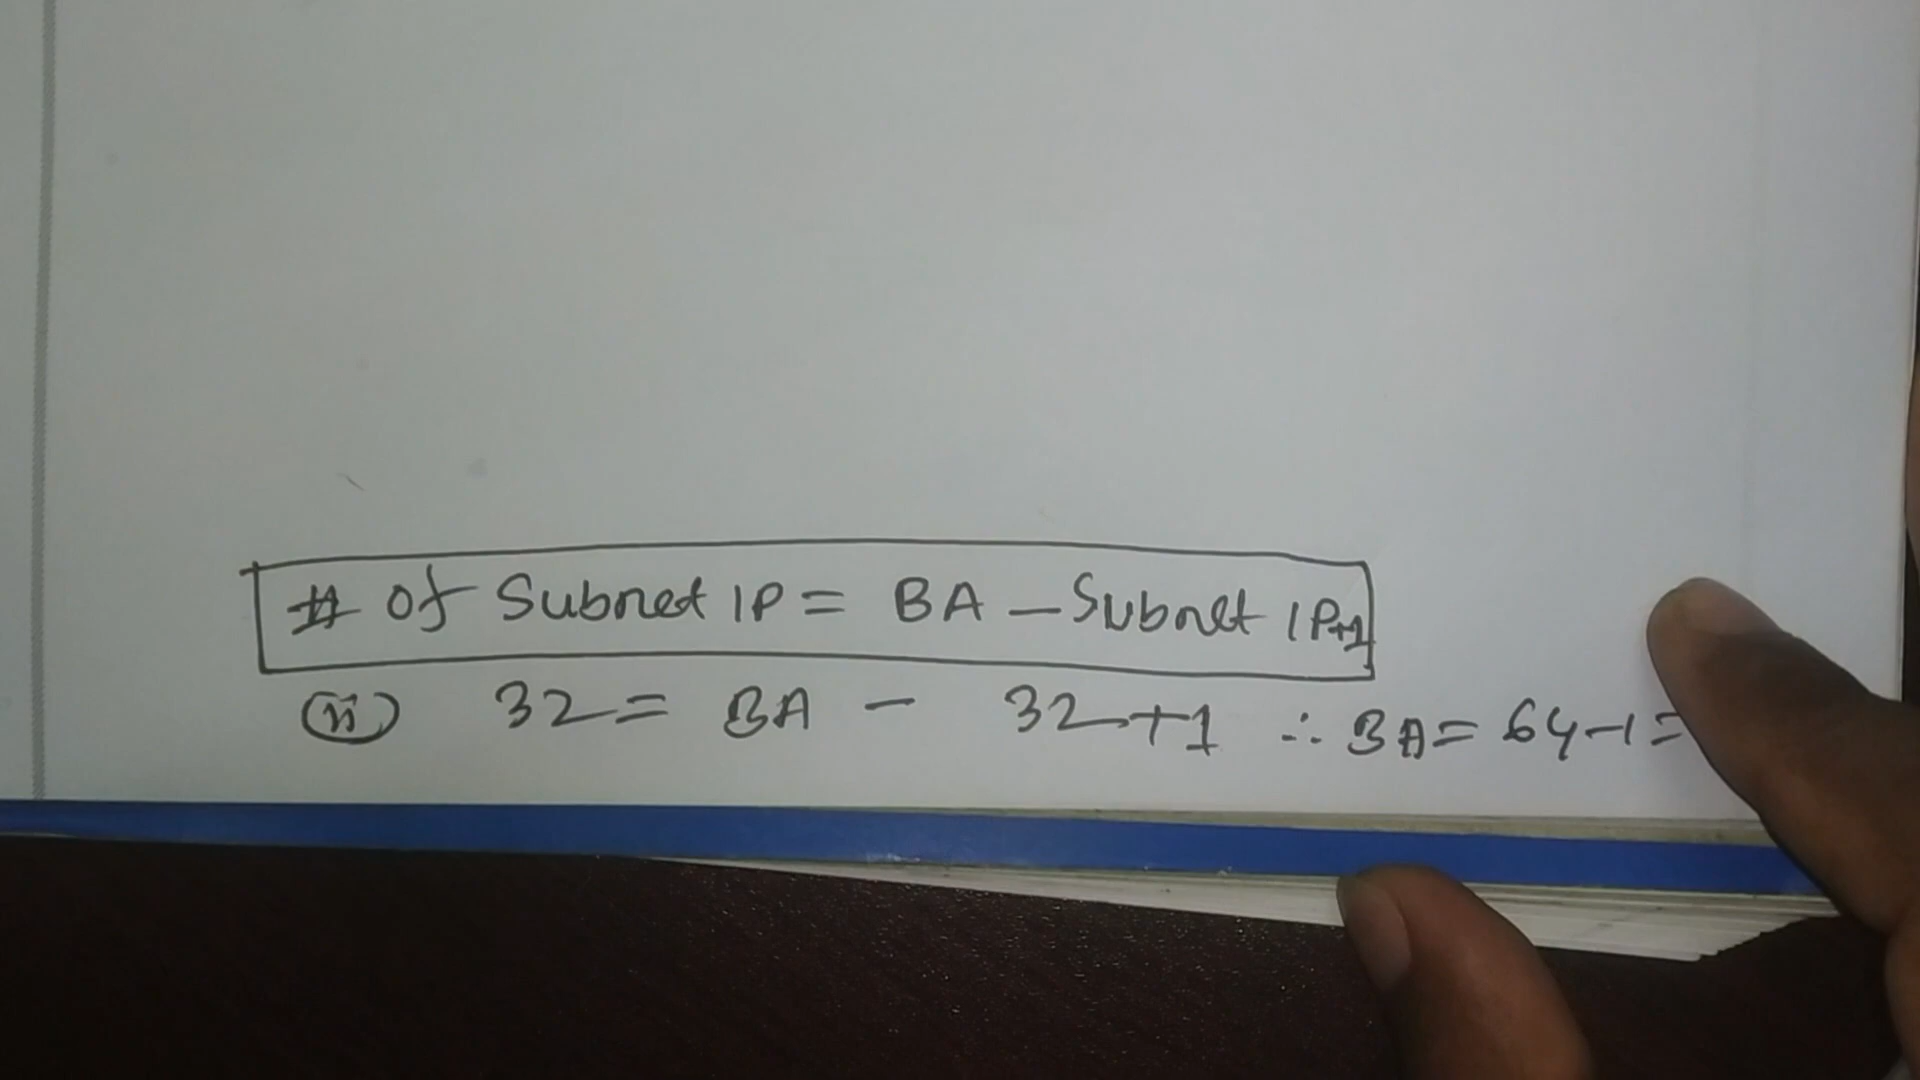 # of Subnet IP = BA - Subnet IP+1
(ii) 32 = BA - 32+1 ∴ BA = 64-1 =